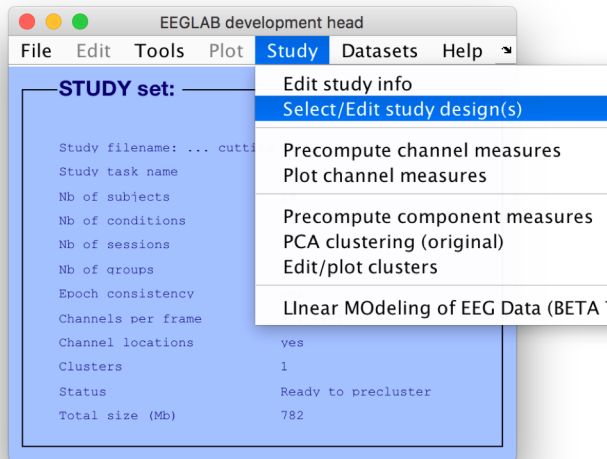 EEGLAB development head
File Edit Tools Plot Study Datasets Help
STUDY set:
Edit study info
Select/Edit study design(s)
Precompute channel measures
Plot channel measures
Precompute component measures
PCA clustering (original)
Edit/plot clusters
LInear MOdeling of EEG Data (BETA
Study filename: ... cutti
Study task name
Nb of subjects
Nb of conditions
Nb of sessions
Nb of groups
Epoch consistency
Channels per frame
Channel locations yes
Clusters 1
Status Ready to precluster
Total size (Mb) 782